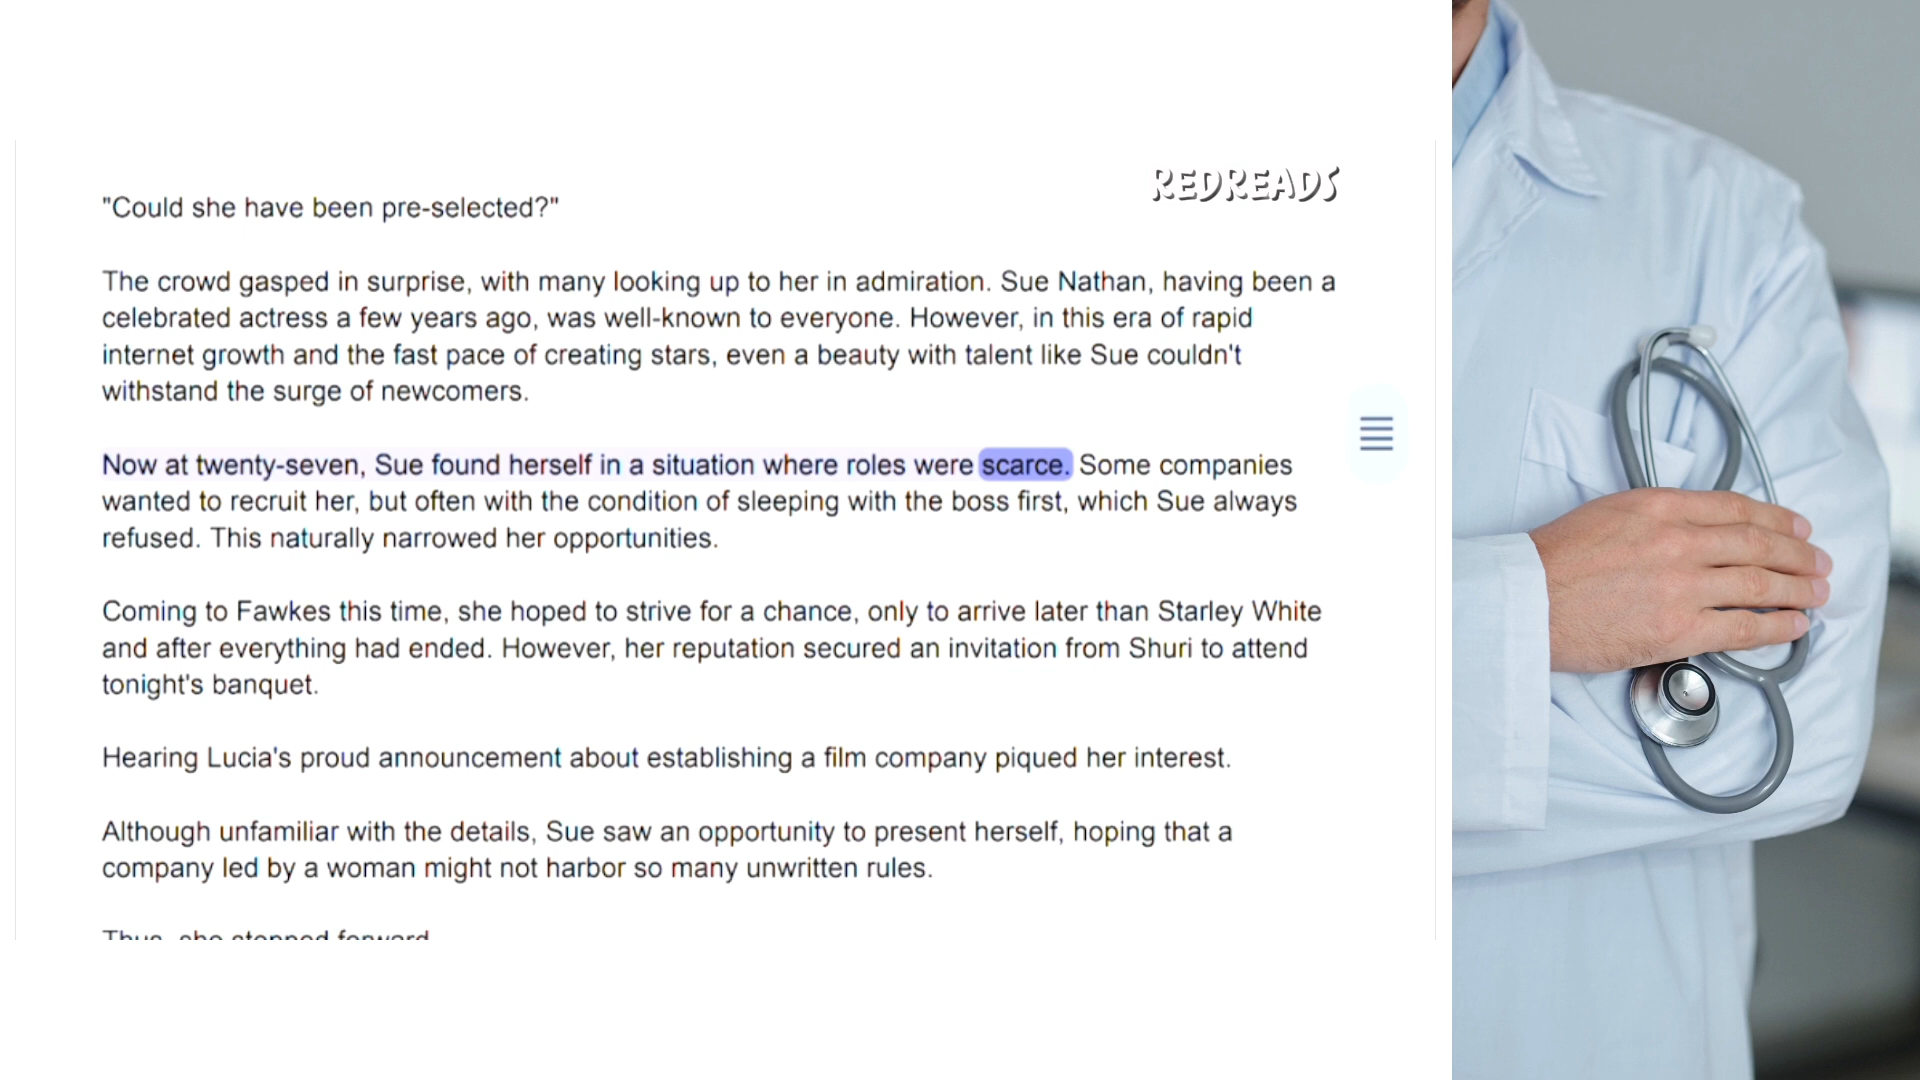 REDREADS
"Could she have been pre-selected?"
The crowd gasped in surprise, with many looking up to her in admiration. Sue Nathan, having been a
celebrated actress a few years ago, was well-known to everyone. However, in this era of rapid
internet growth and the fast pace of creating stars, even a beauty with talent like Sue couldn't
withstand the surge of newcomers.
Now at twenty-seven, Sue found herself in a situation where roles were scarce. Some companies
wanted to recruit her, but often with the condition of sleeping with the boss first, which Sue always
refused. This naturally narrowed her opportunities.
Coming to Fawkes this time, she hoped to strive for a chance, only to arrive later than Starley White
and after everything had ended. However, her reputation secured an invitation from Shuri to attend
tonight's banquet.
Hearing Lucia's proud announcement about establishing a film company piqued her interest.
Although unfamiliar with the details, Sue saw an opportunity to present herself, hoping that a
company led by a woman might not harbor so many unwritten rules.
Thus, she stepped forward